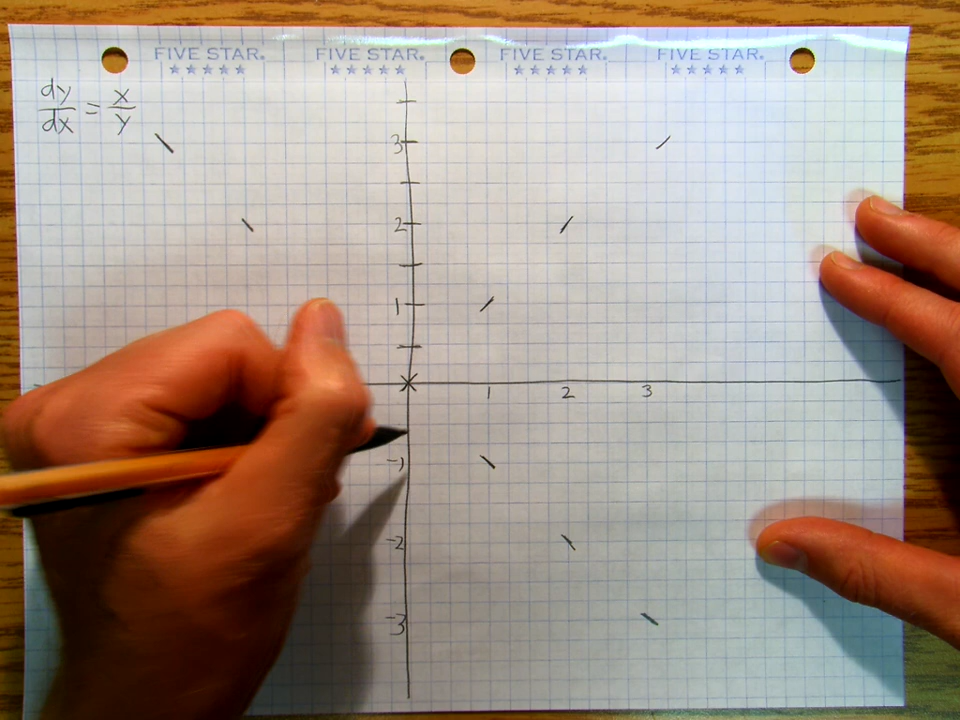 FIVE STAR. FIVE STAR. FIVE STAR. FIVE STAR.
★★★★★ ★★★★★ ★★★★★ ★★★★★
dy/dx = x/y
3
2
1
1 2 3
-1
-2
-3